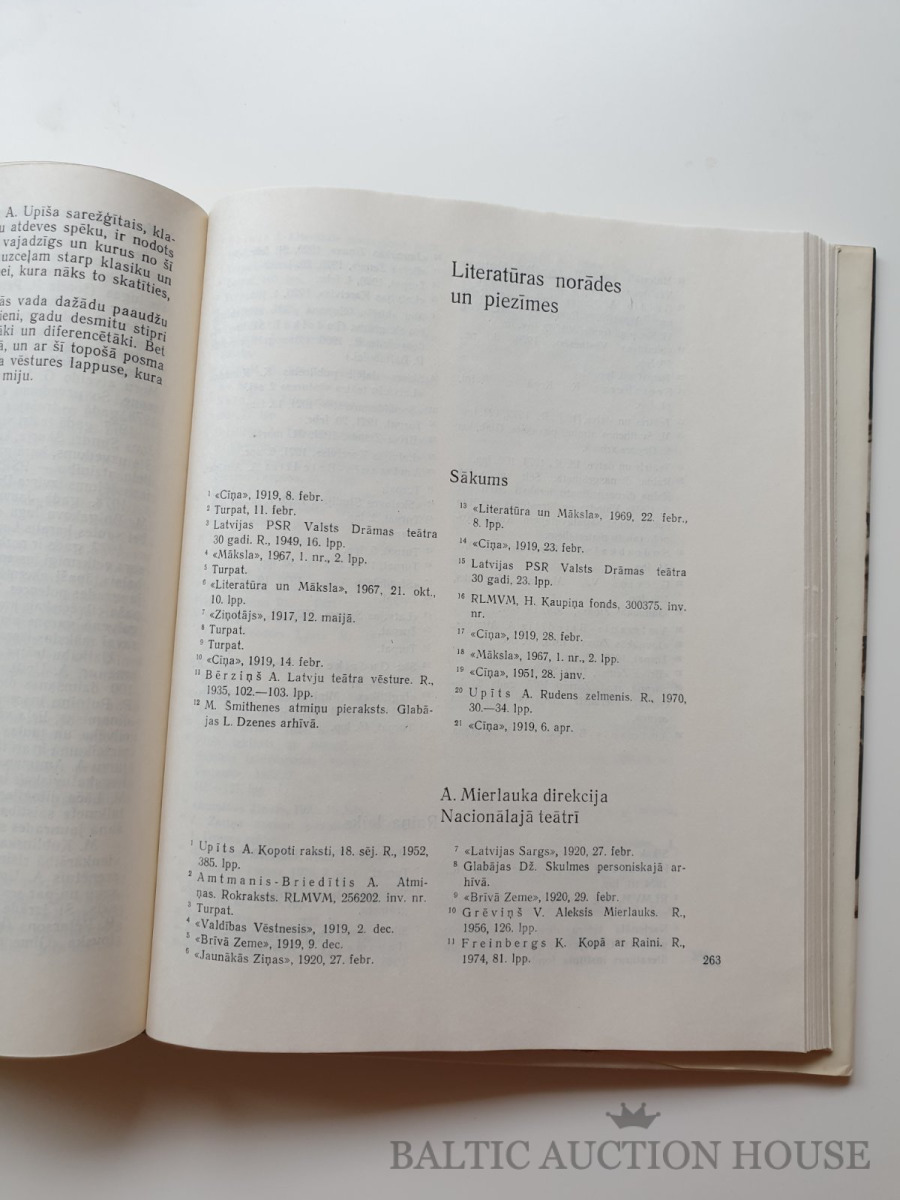 A. Upīša sarežģītais, kla-
u atdeves spēku, ir nodots
vajadzīgs un kurus no šī
uzceļam starp klasiku un
ei, kura nāks to skatīties,
ās vada dažādu paaudžu
ieni, gadu desmitu stipri
āki un diferencētāki. Bet
ā, un ar šī topošā posma
a vēstures lappuse, kura
miju.
Literatūras norādes
un piezīmes
Sākums
¹ «Cīņa», 1919, 8. febr.
² Turpat, 11. febr.
³ Latvijas PSR Valsts Drāmas teātra
30 gadi. R., 1949, 16. lpp.
⁴ «Māksla», 1967, 1. nr., 2. lpp.
⁵ Turpat.
⁶ «Literatūra un Māksla», 1967, 21. okt.,
10. lpp.
⁷ «Ziņotājs», 1917, 12. maijā.
⁸ Turpat.
⁹ Turpat.
¹⁰ «Cīņa», 1919, 14. febr.
¹¹ Bērziņš A. Latvju teātra vēsture. R.,
1935, 102.—103. lpp.
¹² M. Šmithenes atmiņu pieraksts. Glabā-
jas L. Dzenes arhīvā.
¹³ «Literatūra un Māksla», 1969, 22. febr.,
8. lpp.
¹⁴ «Cīņa», 1919, 23. febr.
¹⁵ Latvijas PSR Valsts Drāmas teātra
30 gadi, 23. lpp.
¹⁶ RLMVM, H. Kaupiņa fonds, 300375. inv.
nr.
¹⁷ «Cīņa», 1919, 28. febr.
¹⁸ «Māksla», 1967, 1. nr., 2. lpp.
¹⁹ «Cīņa», 1951, 28. janv.
²⁰ Upīts A. Rudens zelmenis. R., 1970,
30.—34. lpp.
²¹ «Cīņa», 1919, 6. apr.
A. Mierlauka direkcija
Nacionālajā teātrī
¹ Upīts A. Kopoti raksti, 18. sēj. R., 1952,
385. lpp.
² Amtmanis-Briedītis A. Atmi-
ņas. Rokraksts. RLMVM, 256202. inv. nr.
³ Turpat.
⁴ «Valdības Vēstnesis», 1919, 2. dec.
⁵ «Brīvā Zeme», 1919, 9. dec.
⁶ «Jaunākās Ziņas», 1920, 27. febr.
⁷ «Latvijas Sargs», 1920, 27. febr.
⁸ Glabājas Dž. Skulmes personiskajā ar-
hīvā.
⁹ «Brīvā Zeme», 1920, 29. febr.
¹⁰ Grēviņš V. Aleksis Mierlauks. R.,
1956, 126. lpp.
¹¹ Freinbergs K. Kopā ar Raini. R.,
1974, 81. lpp.
263
BALTIC AUCTION HOUSE